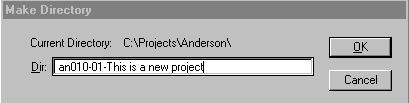 Make Directory
Current Directory: C:\Projects\Anderson\
Dir: an010-01-This is a new project
OK
Cancel